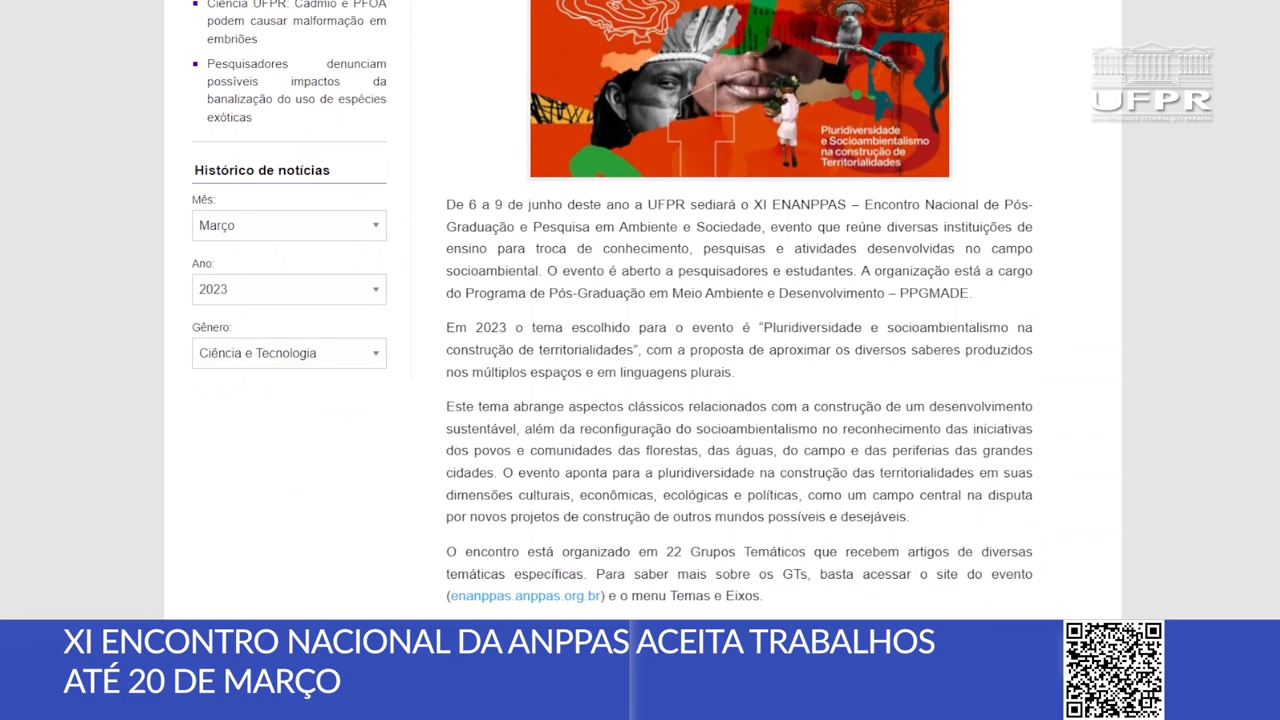 Ciência UFPR: Cádmio e PFOA
podem causar malformação em
embriões
Pesquisadores denunciam
possíveis impactos da
banalização do uso de espécies
exóticas
Histórico de notícias
Mês:
Março
Ano:
2023
Gênero:
Ciência e Tecnologia
Pluridiversidade
e Socioambientalismo
na construção de
Territorialidades
De 6 a 9 de junho deste ano a UFPR sediará o XI ENANPPAS – Encontro Nacional de Pós-
Graduação e Pesquisa em Ambiente e Sociedade, evento que reúne diversas instituições de
ensino para troca de conhecimento, pesquisas e atividades desenvolvidas no campo
socioambiental. O evento é aberto a pesquisadores e estudantes. A organização está a cargo
do Programa de Pós-Graduação em Meio Ambiente e Desenvolvimento – PPGMADE.
Em 2023 o tema escolhido para o evento é “Pluridiversidade e socioambientalismo na
construção de territorialidades”, com a proposta de aproximar os diversos saberes produzidos
nos múltiplos espaços e em linguagens plurais.
Este tema abrange aspectos clássicos relacionados com a construção de um desenvolvimento
sustentável, além da reconfiguração do socioambientalismo no reconhecimento das iniciativas
dos povos e comunidades das florestas, das águas, do campo e das periferias das grandes
cidades. O evento aponta para a pluridiversidade na construção das territorialidades em suas
dimensões culturais, econômicas, ecológicas e políticas, como um campo central na disputa
por novos projetos de construção de outros mundos possíveis e desejáveis.
O encontro está organizado em 22 Grupos Temáticos que recebem artigos de diversas
temáticas específicas. Para saber mais sobre os GTs, basta acessar o site do evento
(enanppas.anppas.org.br) e o menu Temas e Eixos.
UFPR
UNIVERSIDADE FEDERAL DO PARANÁ
XI ENCONTRO NACIONAL DA ANPPAS ACEITA TRABALHOS
ATÉ 20 DE MARÇO